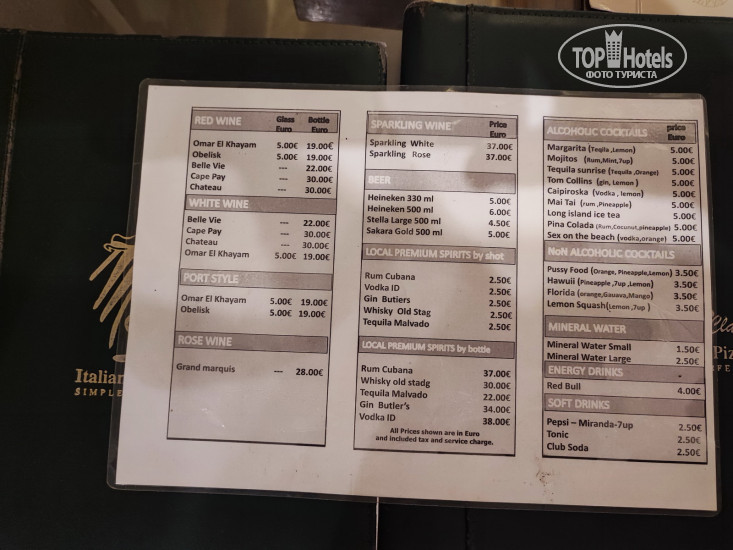 TOP Hotels
ФОТО ТУРИСТА
RED WINE Glass Euro Bottle Euro
Omar El Khayam 5.00€ 19.00€
Obelisk 5.00€ 19.00€
Belle Vie --- 22.00€
Cape Pay --- 30.00€
Chateau --- 30.00€
WHITE WINE
Belle Vie --- 22.00€
Cape Pay --- 30.00€
Chateau --- 30.00€
Omar El Khayam 5.00€ 19.00€
PORT STYLE
Omar El Khayam 5.00€ 19.00€
Obelisk 5.00€ 19.00€
ROSE WINE
Grand marquis --- 28.00€
SPARKLING WINE Price Euro
Sparkling White 37.00€
Sparkling Rose 37.00€
BEER
Heineken 330 ml 5.00€
Heineken 500 ml 6.00€
Stella Large 500 ml 4.50€
Sakara Gold 500 ml 5.00€
LOCAL PREMIUM SPIRITS by shot
Rum Cubana 2.50€
Vodka ID 2.50€
Gin Butiers 2.50€
Whisky Old Stag 2.50€
Tequila Malvado 2.50€
LOCAL PREMIUM SPIRITS by bottle
Rum Cubana 37.00€
Whisky old stadg 30.00€
Tequila Malvado 22.00€
Gin Butler's 34.00€
Vodka ID 38.00€
All Prices shown are in Euro
and included tax and service charge.
ALCOHOLIC COCKTAILS price Euro
Margarita (Teqila ,Lemon) 5.00€
Mojitos (Rum,Mint,7up) 5.00€
Tequila sunrise (Tequila ,Orange) 5.00€
Tom Collins (gin, Lemon ) 5.00€
Caipiroska (Vodka , lemon) 5.00€
Mai Tai (rum ,Pineapple) 5.00€
Long island ice tea 5.00€
Pina Colada (Rum,Coconut,pineapple) 5.00€
Sex on the beach (vodka,orange) 5.00€
NoN ALCOHOLIC COCKTAILS
Pussy Food (Orange, Pineapple,Lemon) 3.50€
Hawuii (Pineapple ,7up ,Lemon) 3.50€
Florida (orange,Gauava,Mango) 3.50€
Lemon Squash (Lemon ,7up ) 3.50€
MINERAL WATER
Mineral Water Small 1.50€
Mineral Water Large 2.50€
ENERGY DRINKS -
Red Bull 4.00€
SOFT DRINKS
Pepsi – Miranda-7up 2.50€
Tonic 2.50€
Club Soda 2.50€
Italian
SIMPLE
Cla
Piz
IFE